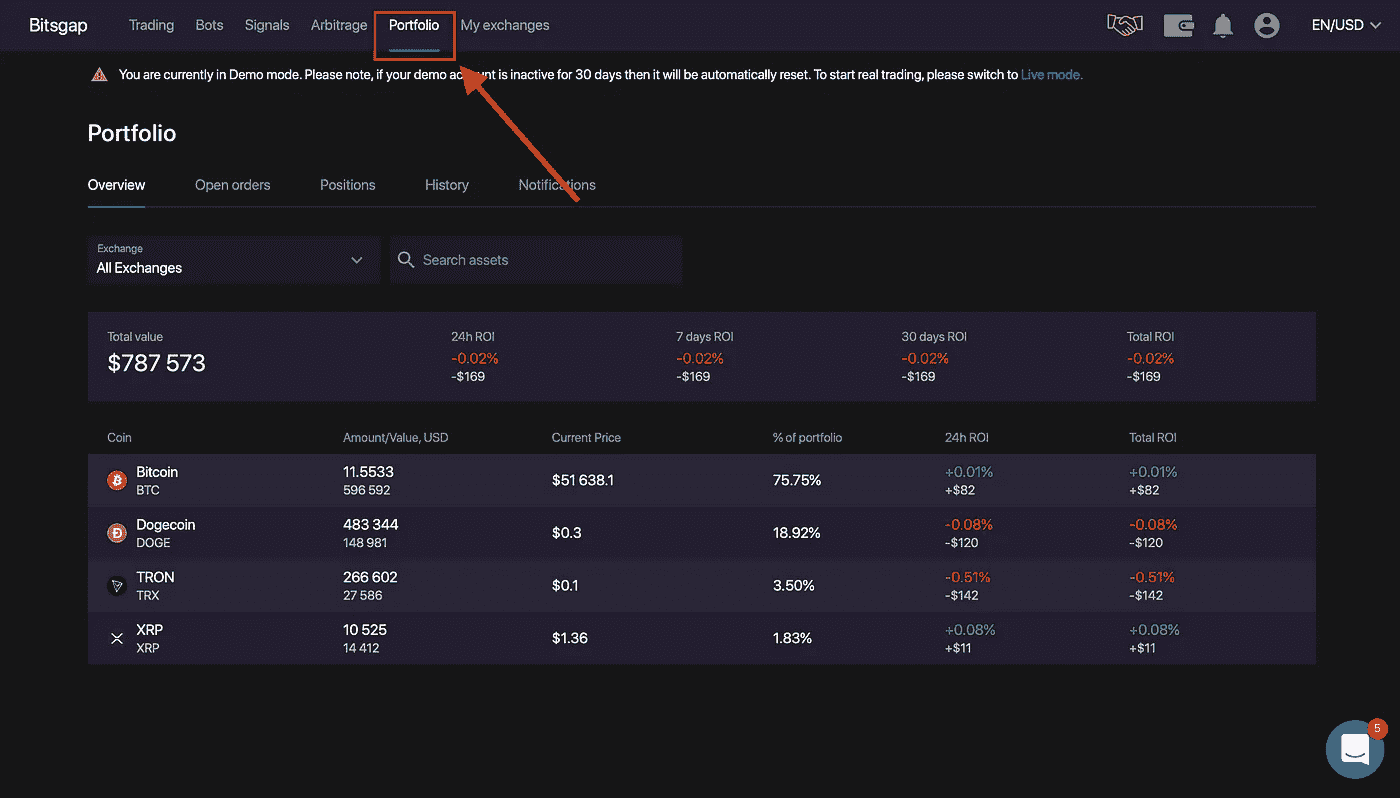 Bitsgap Trading Bots Signals Arbitrage Portfolio My exchanges EN/USD
You are currently in Demo mode. Please note, if your demo account is inactive for 30 days then it will be automatically reset. To start real trading, please switch to Live mode.
Portfolio
Overview Open orders Positions History Notifications
Exchange
All Exchanges Search assets
Total value 24h ROI 7 days ROI 30 days ROI Total ROI
$787 573 -0.02% -0.02% -0.02% -0.02%
-$169 -$169 -$169 -$169
Coin Amount/Value, USD Current Price % of portfolio 24h ROI Total ROI
Bitcoin 11.5533 $51 638.1 75.75% +0.01% +0.01%
BTC 596 592 +$82 +$82
Dogecoin 483 344 $0.3 18.92% -0.08% -0.08%
DOGE 148 981 -$120 -$120
TRON 266 602 $0.1 3.50% -0.51% -0.51%
TRX 27 586 -$142 -$142
XRP 10 525 $1.36 1.83% +0.08% +0.08%
XRP 14 412 +$11 +$11
5